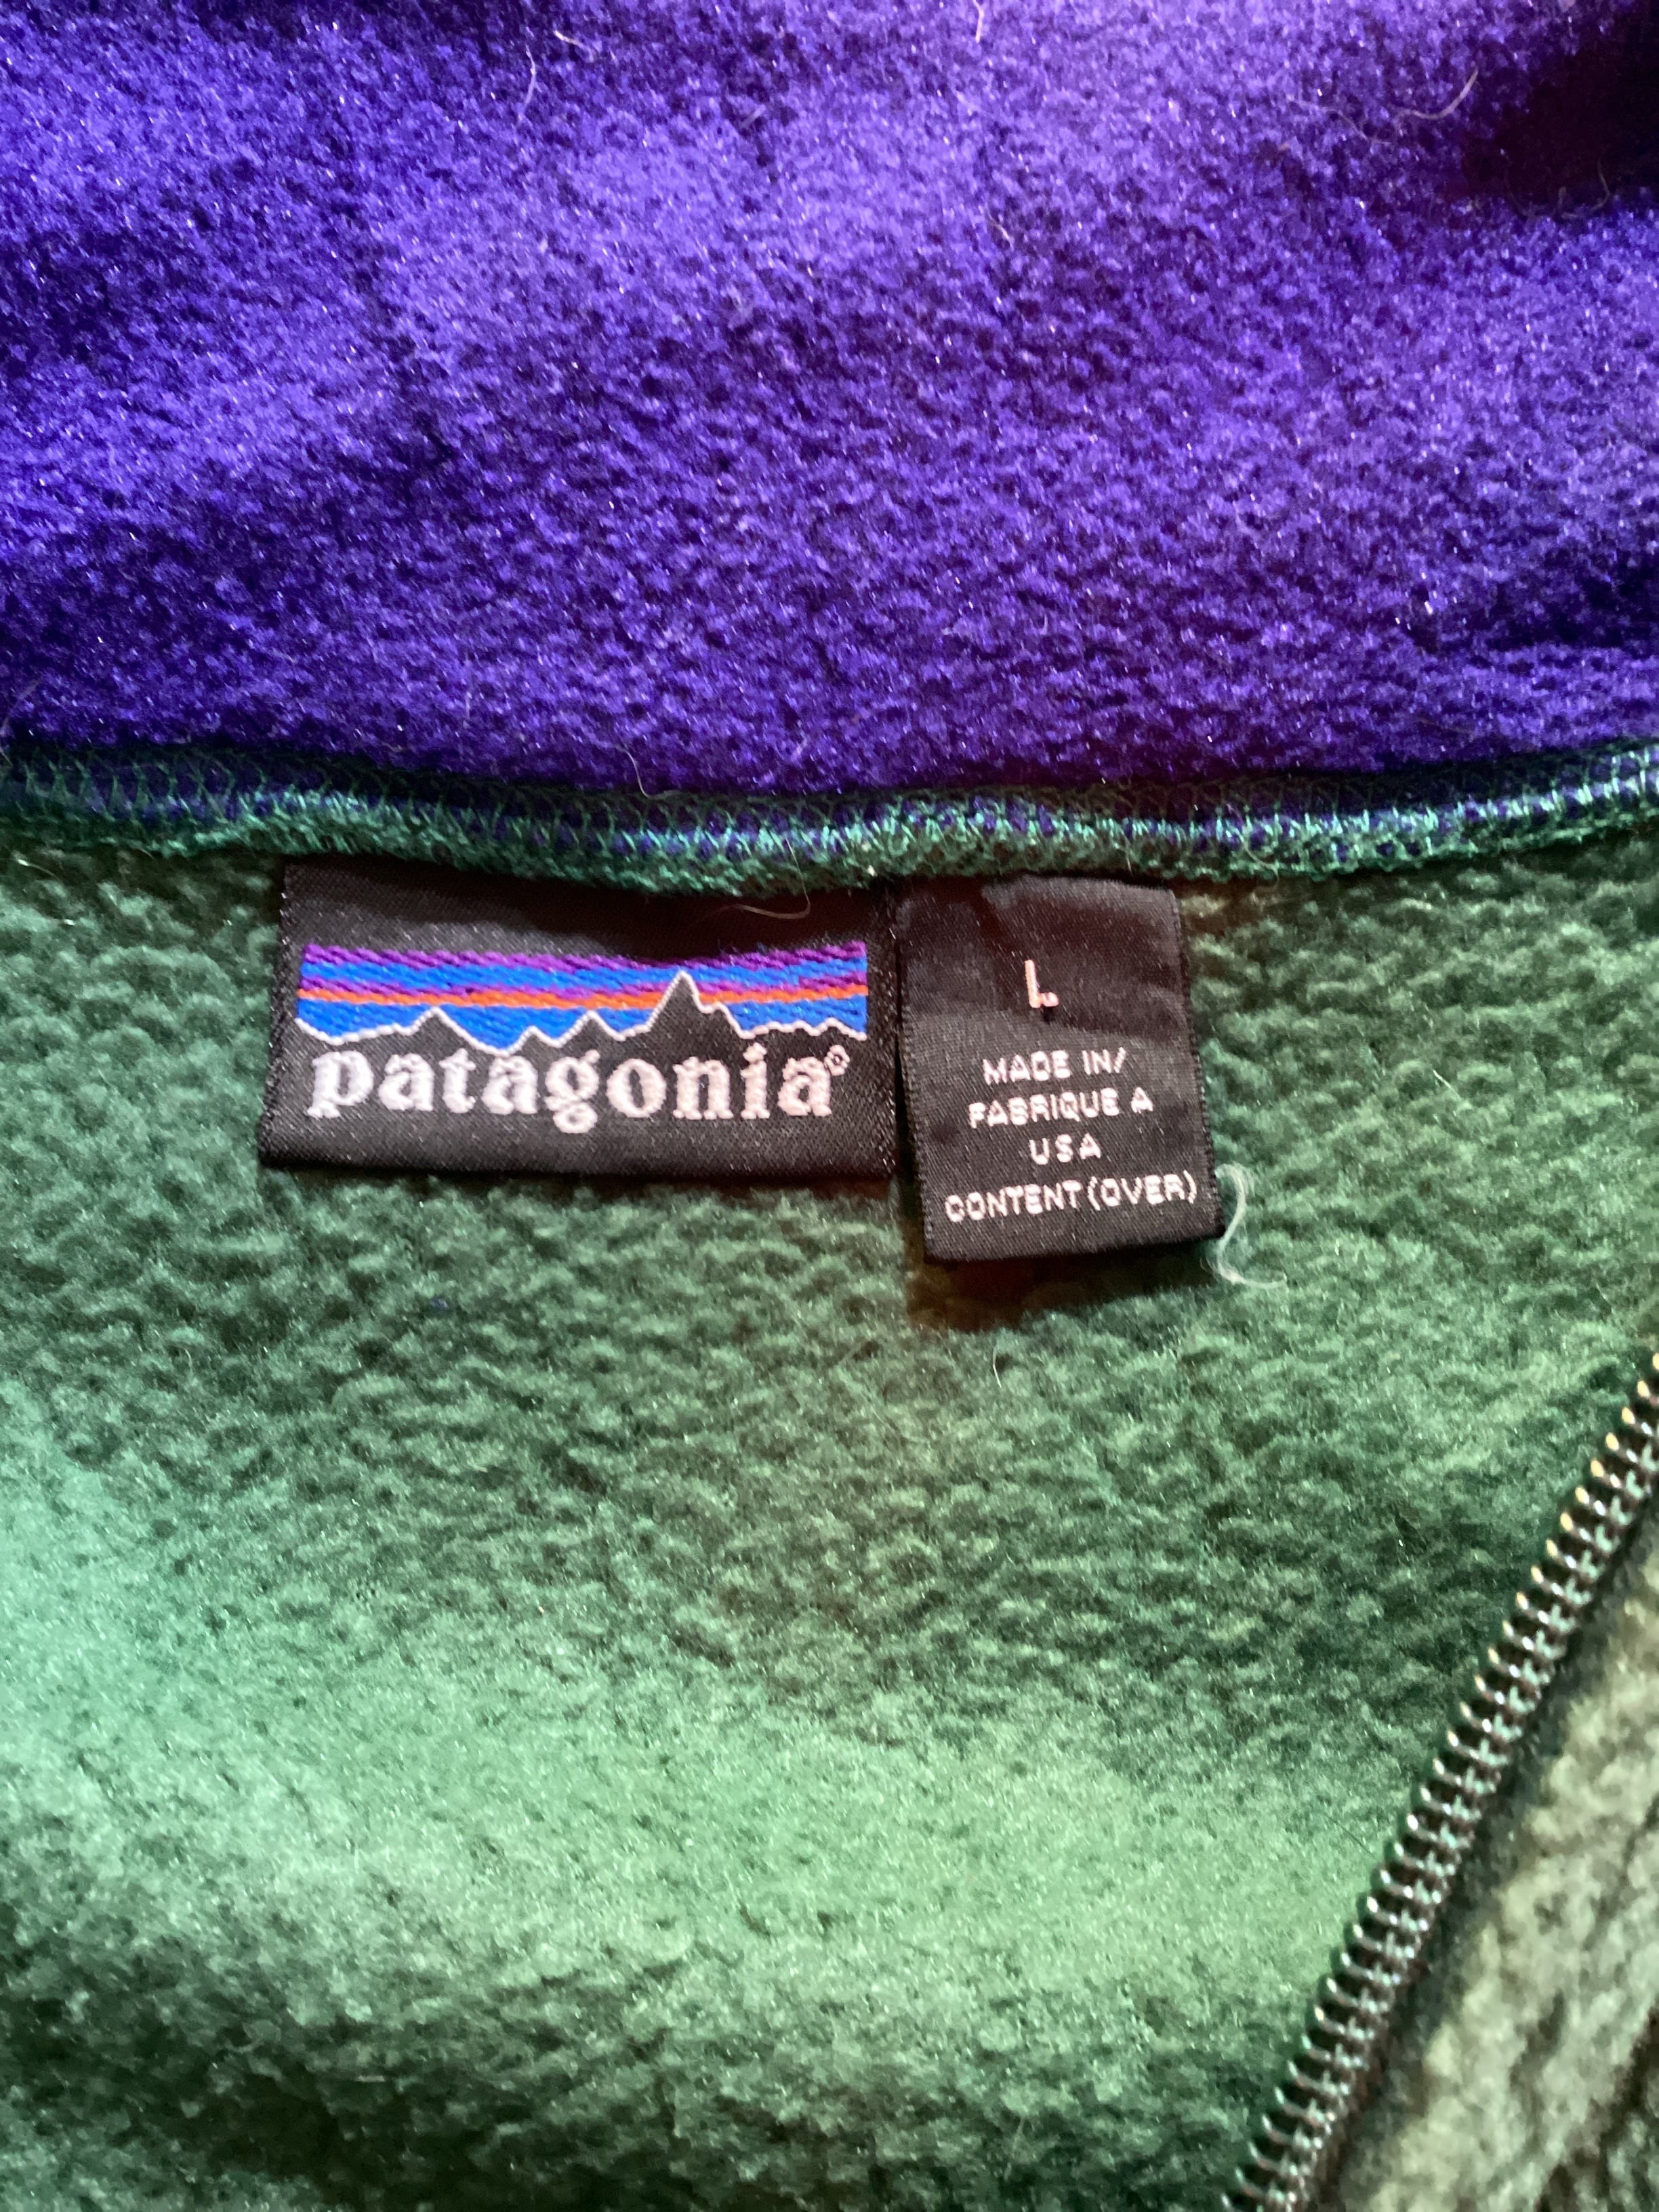 patagonia®
L
MADE IN/
FABRIQUE A
USA
CONTENT (OVER)